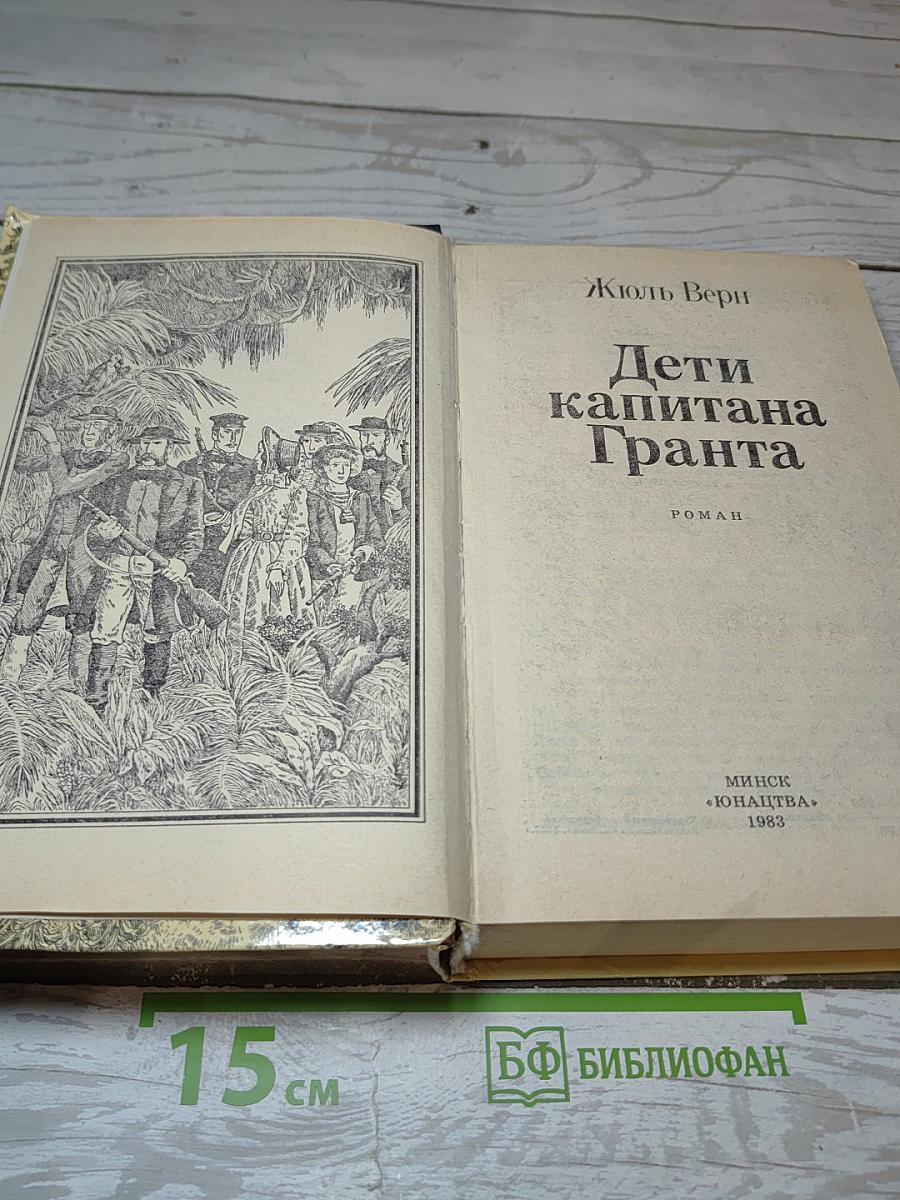 Жюль Верн
Дети
капитана
Гранта
РОМАН
МИНСК
«ЮНАЦТВА»
1983
15 см
БФ БИБЛИОФАН